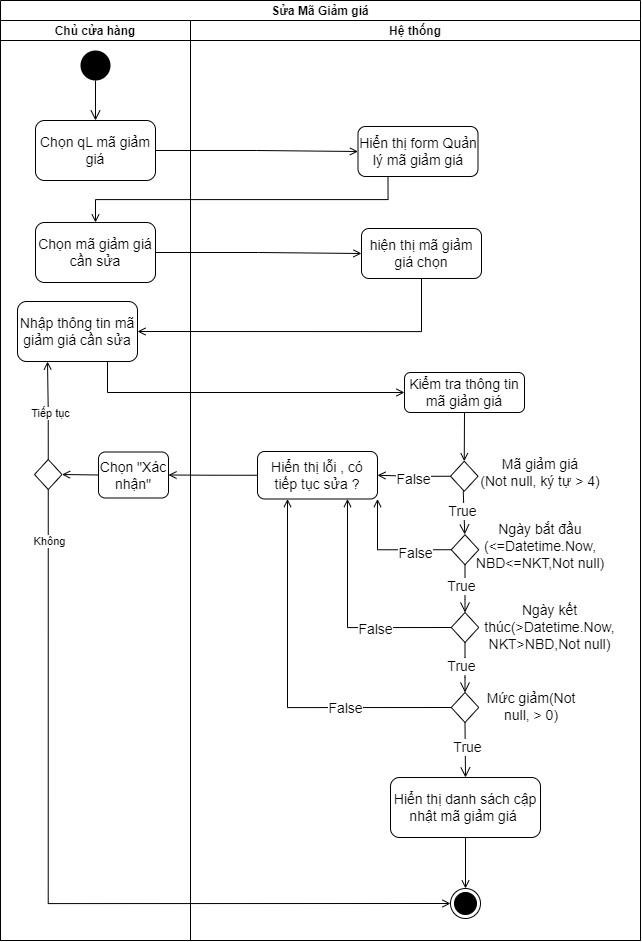 Sửa Mã Giảm giá
Chủ cửa hàng
Hệ thống
Chọn qL mã giảm
giá
Hiển thị form Quản
lý mã giảm giá
Chọn mã giảm giá
cần sửa
hiện thị mã giảm
giá chọn
Nhập thông tin mã
giảm giá cần sửa
Kiểm tra thông tin
mã giảm giá
Tiếp tục
Chọn "Xác
nhận"
Hiển thị lỗi , có
tiếp tục sửa ?
False
Mã giảm giá
(Not null, ký tự > 4)
True
Không
False
Ngày bắt đầu
(<=Datetime.Now,
NBD<=NKT,Not null)
True
False
Ngày kết
thúc(>Datetime.Now,
NKT>NBD,Not null)
True
False
Mức giảm(Not
null, > 0)
True
Hiển thị danh sách cập
nhật mã giảm giá